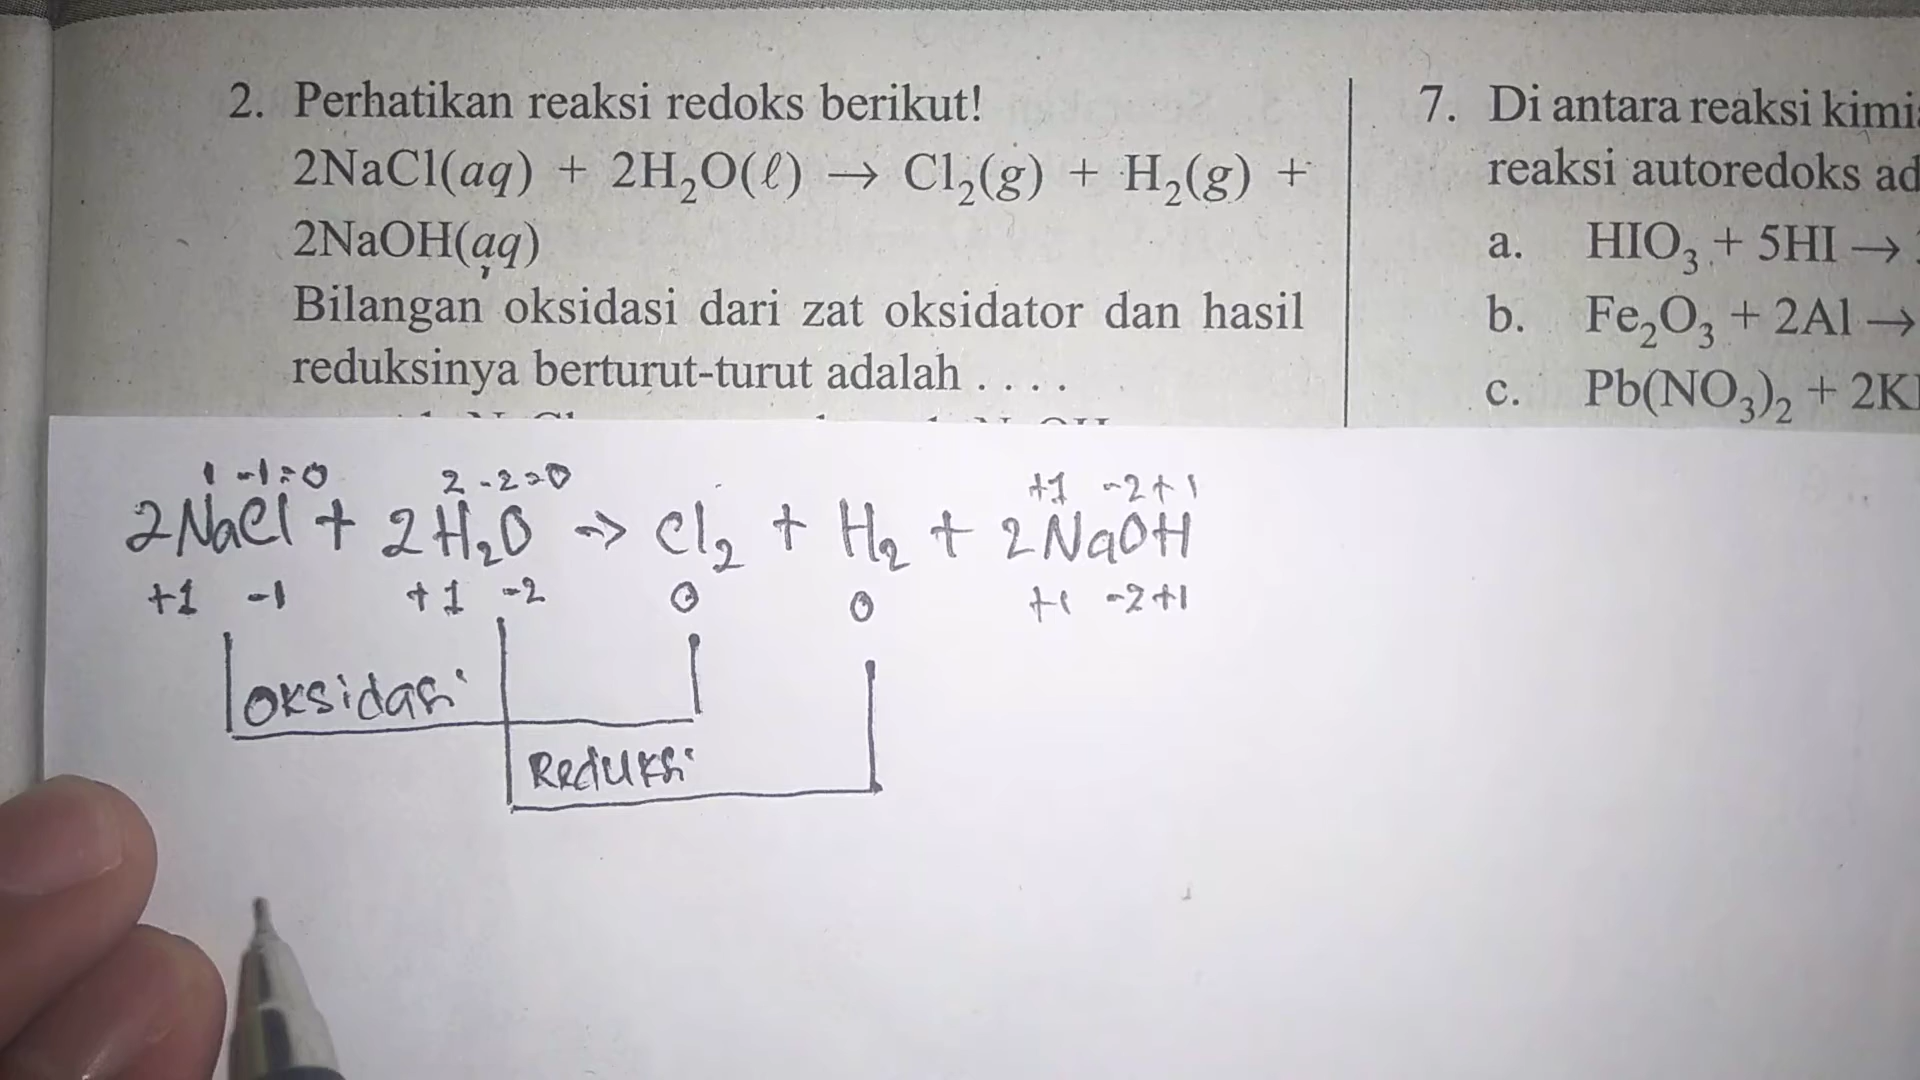 2. Perhatikan reaksi redoks berikut!
2NaCl(aq) + 2H₂O(ℓ) → Cl₂(g) + H₂(g) +
2NaOH(aq)
Bilangan oksidasi dari zat oksidator dan hasil
reduksinya berturut-turut adalah . . . .
7. Di antara reaksi kimi
reaksi autoredoks ad
a. HIO₃ + 5HI →
b. Fe₂O₃ + 2Al →
c. Pb(NO₃)₂ + 2K
1 -1=0 2 -2=0 +1 -2+1
2NaCl + 2H₂O → Cl₂ + H₂ + 2NaOH
+1 -1 +1 -2 0 0 +1 -2+1
oksidasi
Reduksi